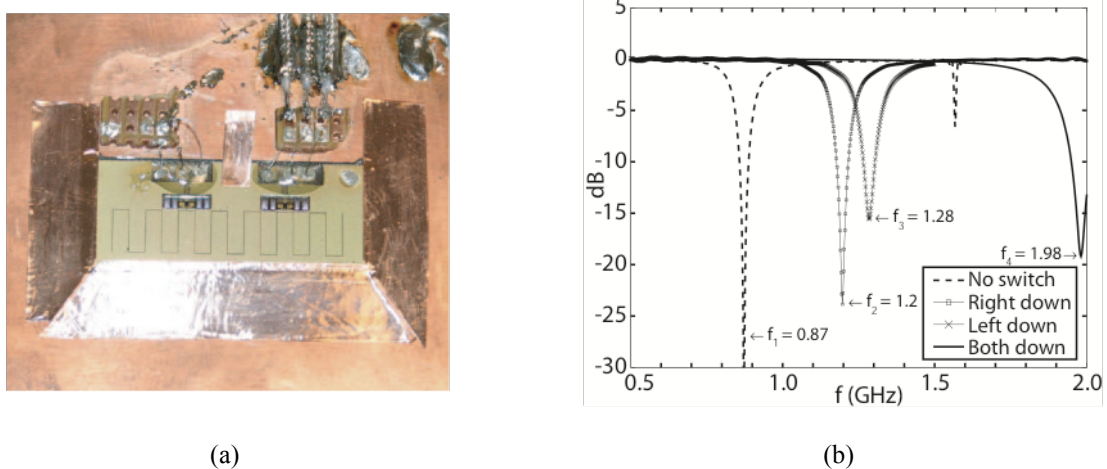 5
0
-5
-10
-15
-20
-25
-30
dB
0.5 1.0 1.5 2.0
f (GHz)
←f₃ = 1.28
f₄ = 1.98→
←f₂ = 1.2
←f₁ = 0.87
No switch
Right down
Left down
Both down
(a) (b)